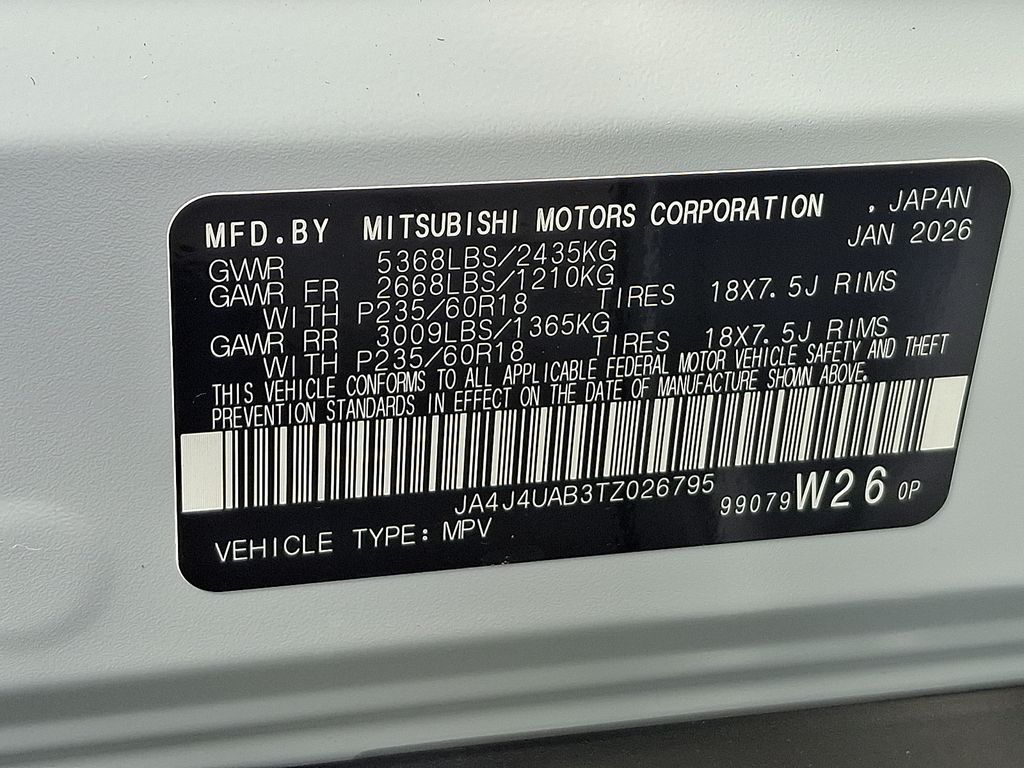 MFD.BY MITSUBISHI MOTORS CORPORATION . JAPAN
JAN 2026
GVWR 5368LBS/2435KG
GAWR FR 2668LBS/1210KG
WITH P235/60R18 TIRES 18X7.5J RIMS
GAWR RR 3009LBS/1365KG
WITH P235/60R18 TIRES 18X7.5J RIMS
THIS VEHICLE CONFORMS TO ALL APPLICABLE FEDERAL MOTOR VEHICLE SAFETY AND THEFT
PREVENTION STANDARDS IN EFFECT ON THE DATE OF MANUFACTURE SHOWN ABOVE.
JA4J4UAB3TZ026795
99079 W26 0P
VEHICLE TYPE: MPV